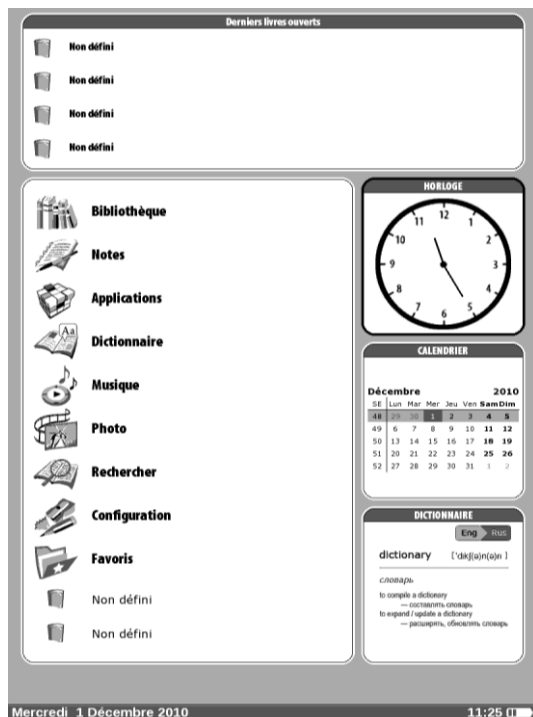 Derniers livres ouverts
Non défini
Non défini
Non défini
Non défini
Bibliothèque
Notes
Applications
Dictionnaire
Musique
Photo
Rechercher
Configuration
Favoris
Non défini
Non défini
HORLOGE
12
1
2
3
4
5
6
7
8
9
10
11
CALENDRIER
Décembre 2010
SE Lun Mar Mer Jeu Ven Sam Dim
48 29 30 1 2 3 4 5
49 6 7 8 9 10 11 12
50 13 14 15 16 17 18 19
51 20 21 22 23 24 25 26
52 27 28 29 30 31 1 2
DICTIONNAIRE
Eng Rus
dictionary ['dɪkʃ(ə)n(ə)rɪ]
словарь
to compile a dictionary
— составлять словарь
to expand / update a dictionary
— расширять, обновлять словарь
Mercredi 1 Décembre 2010 11:25